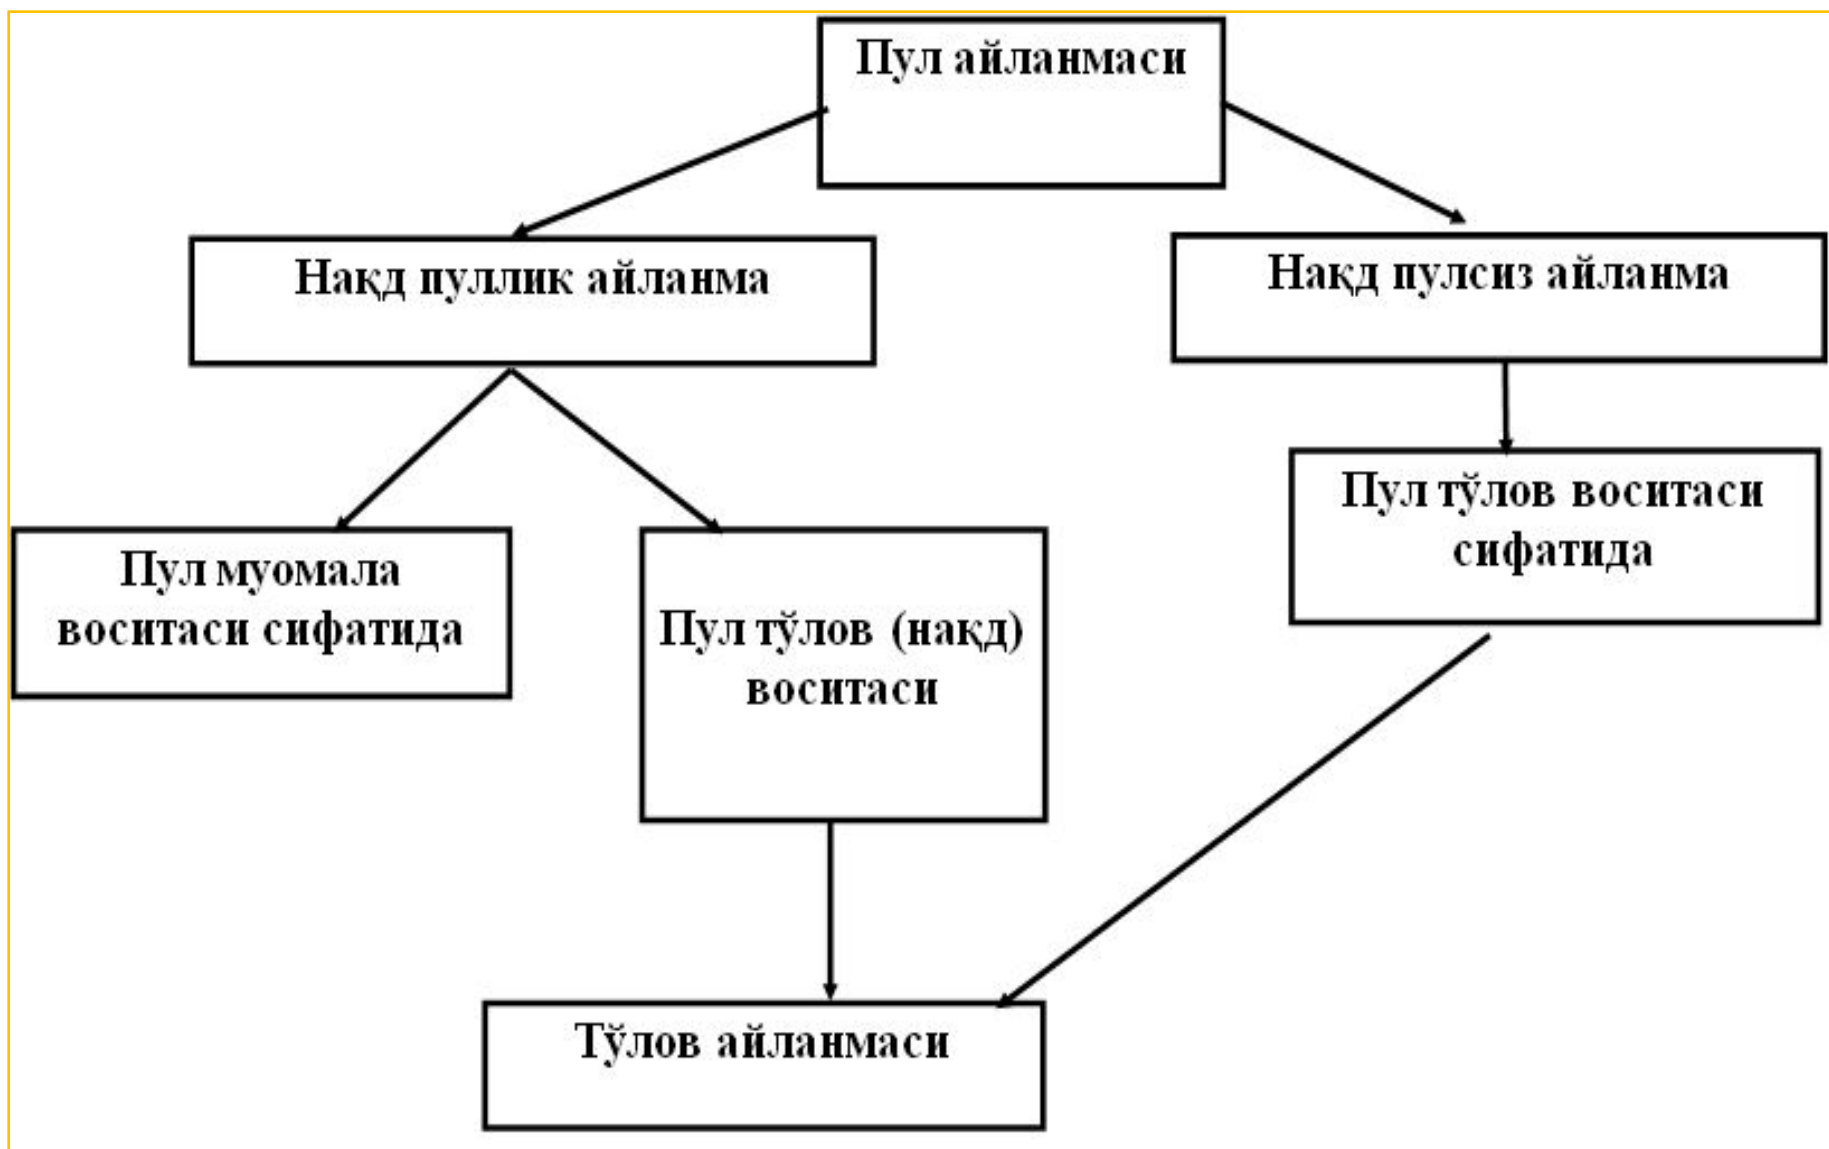 Пул айланмаси
Нақд пуллик айланма
Нақд пулсиз айланма
Пул муомала
воситаси сифатида
Пул тўлов (нақд)
воситаси
Пул тўлов воситаси
сифатида
Тўлов айланмаси